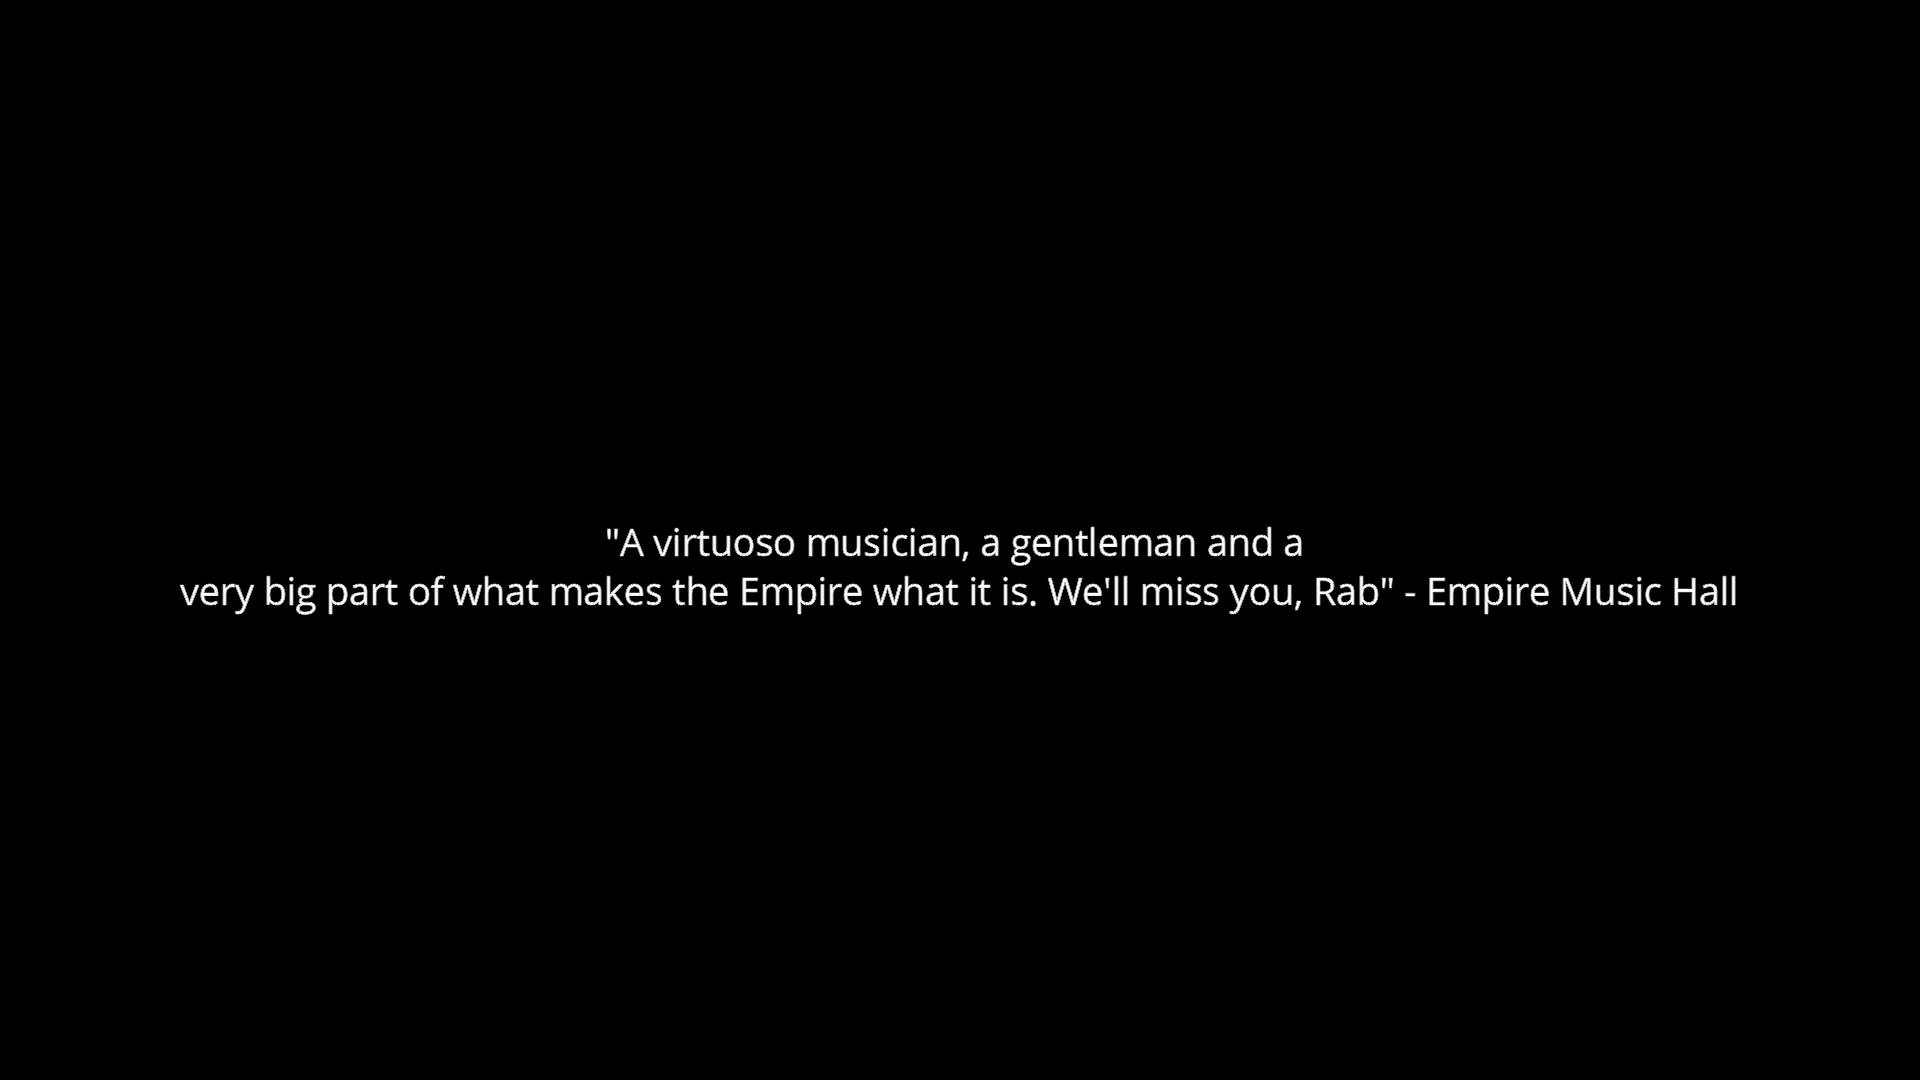 "A virtuoso musician, a gentleman and a
very big part of what makes the Empire what it is. We'll miss you, Rab" - Empire Music Hall